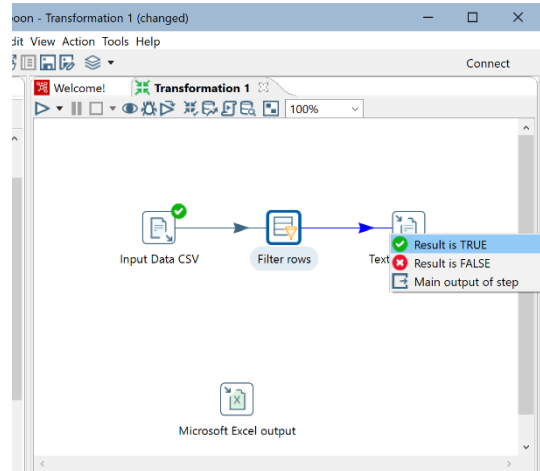 oon - Transformation 1 (changed)
dit View Action Tools Help
Connect
Welcome!
Transformation 1
100%
Input Data CSV
Filter rows
Text
Result is TRUE
Result is FALSE
Main output of step
Microsoft Excel output